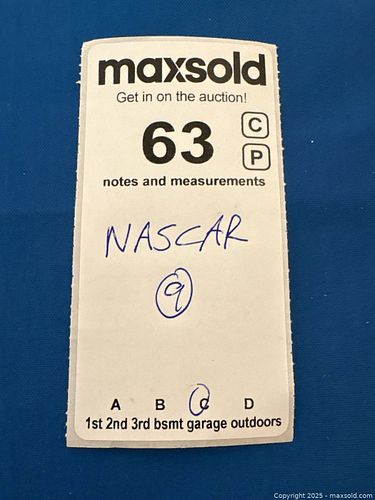 maxsold
Get in on the auction!
63
C
P
notes and measurements
NASCAR
9
A B C D
1st 2nd 3rd bsmt garage outdoors
Copyright 2025 - maxsold.com